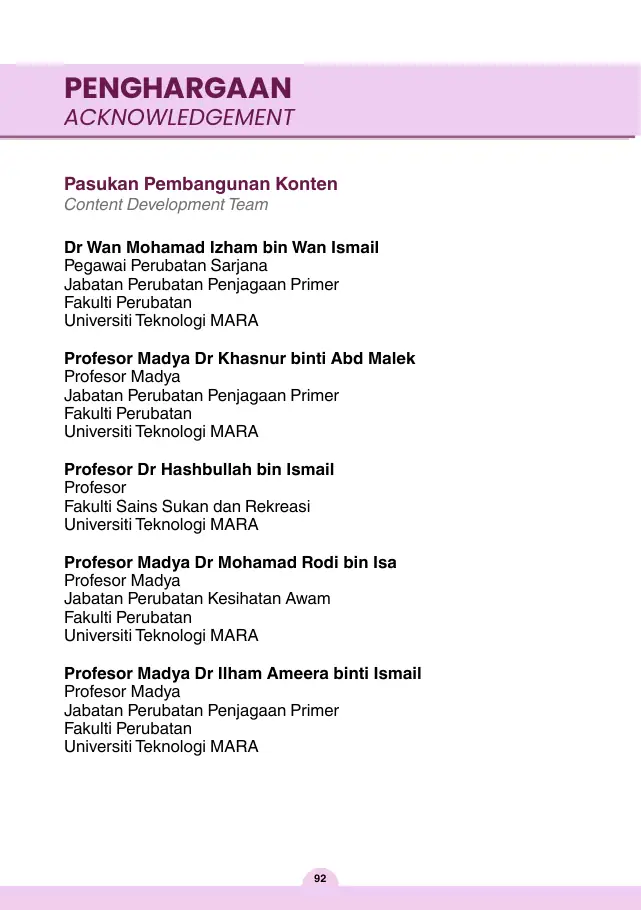 PENGHARGAAN
ACKNOWLEDGEMENT
Pasukan Pembangunan Konten
Content Development Team
Dr Wan Mohamad Izham bin Wan Ismail
Pegawai Perubatan Sarjana
Jabatan Perubatan Penjagaan Primer
Fakulti Perubatan
Universiti Teknologi MARA
Profesor Madya Dr Khasnur binti Abd Malek
Profesor Madya
Jabatan Perubatan Penjagaan Primer
Fakulti Perubatan
Universiti Teknologi MARA
Profesor Dr Hashbullah bin Ismail
Profesor
Fakulti Sains Sukan dan Rekreasi
Universiti Teknologi MARA
Profesor Madya Dr Mohamad Rodi bin Isa
Profesor Madya
Jabatan Perubatan Kesihatan Awam
Fakulti Perubatan
Universiti Teknologi MARA
Profesor Madya Dr Ilham Ameera binti Ismail
Profesor Madya
Jabatan Perubatan Penjagaan Primer
Fakulti Perubatan
Universiti Teknologi MARA
92